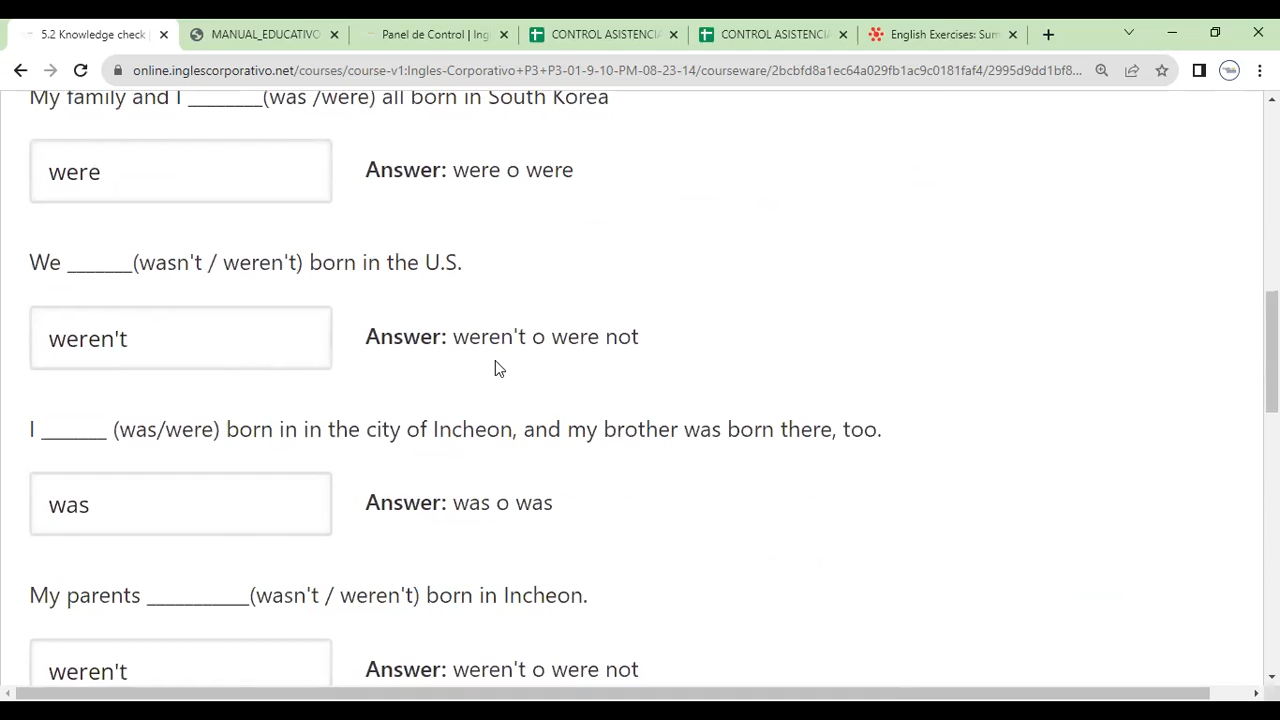 5.2 Knowledge check |
MANUAL_EDUCATIVO
Panel de Control | Ing
CONTROL ASISTENCIA
CONTROL ASISTENCIA
English Exercises: Sum
online.inglescorporativo.net/courses/course-v1:Ingles-Corporativo+P3+P3-01-9-10-PM-08-23-14/courseware/2bcbfd8a1ec64a029fb1ac9c0181faf4/2995d9dd1bf8...
My family and I ________(was /were) all born in South Korea
were
Answer: were o were
We _______(wasn't / weren't) born in the U.S.
weren't
Answer: weren't o were not
I _______ (was/were) born in in the city of Incheon, and my brother was born there, too.
was
Answer: was o was
My parents ___________(wasn't / weren't) born in Incheon.
weren't
Answer: weren't o were not